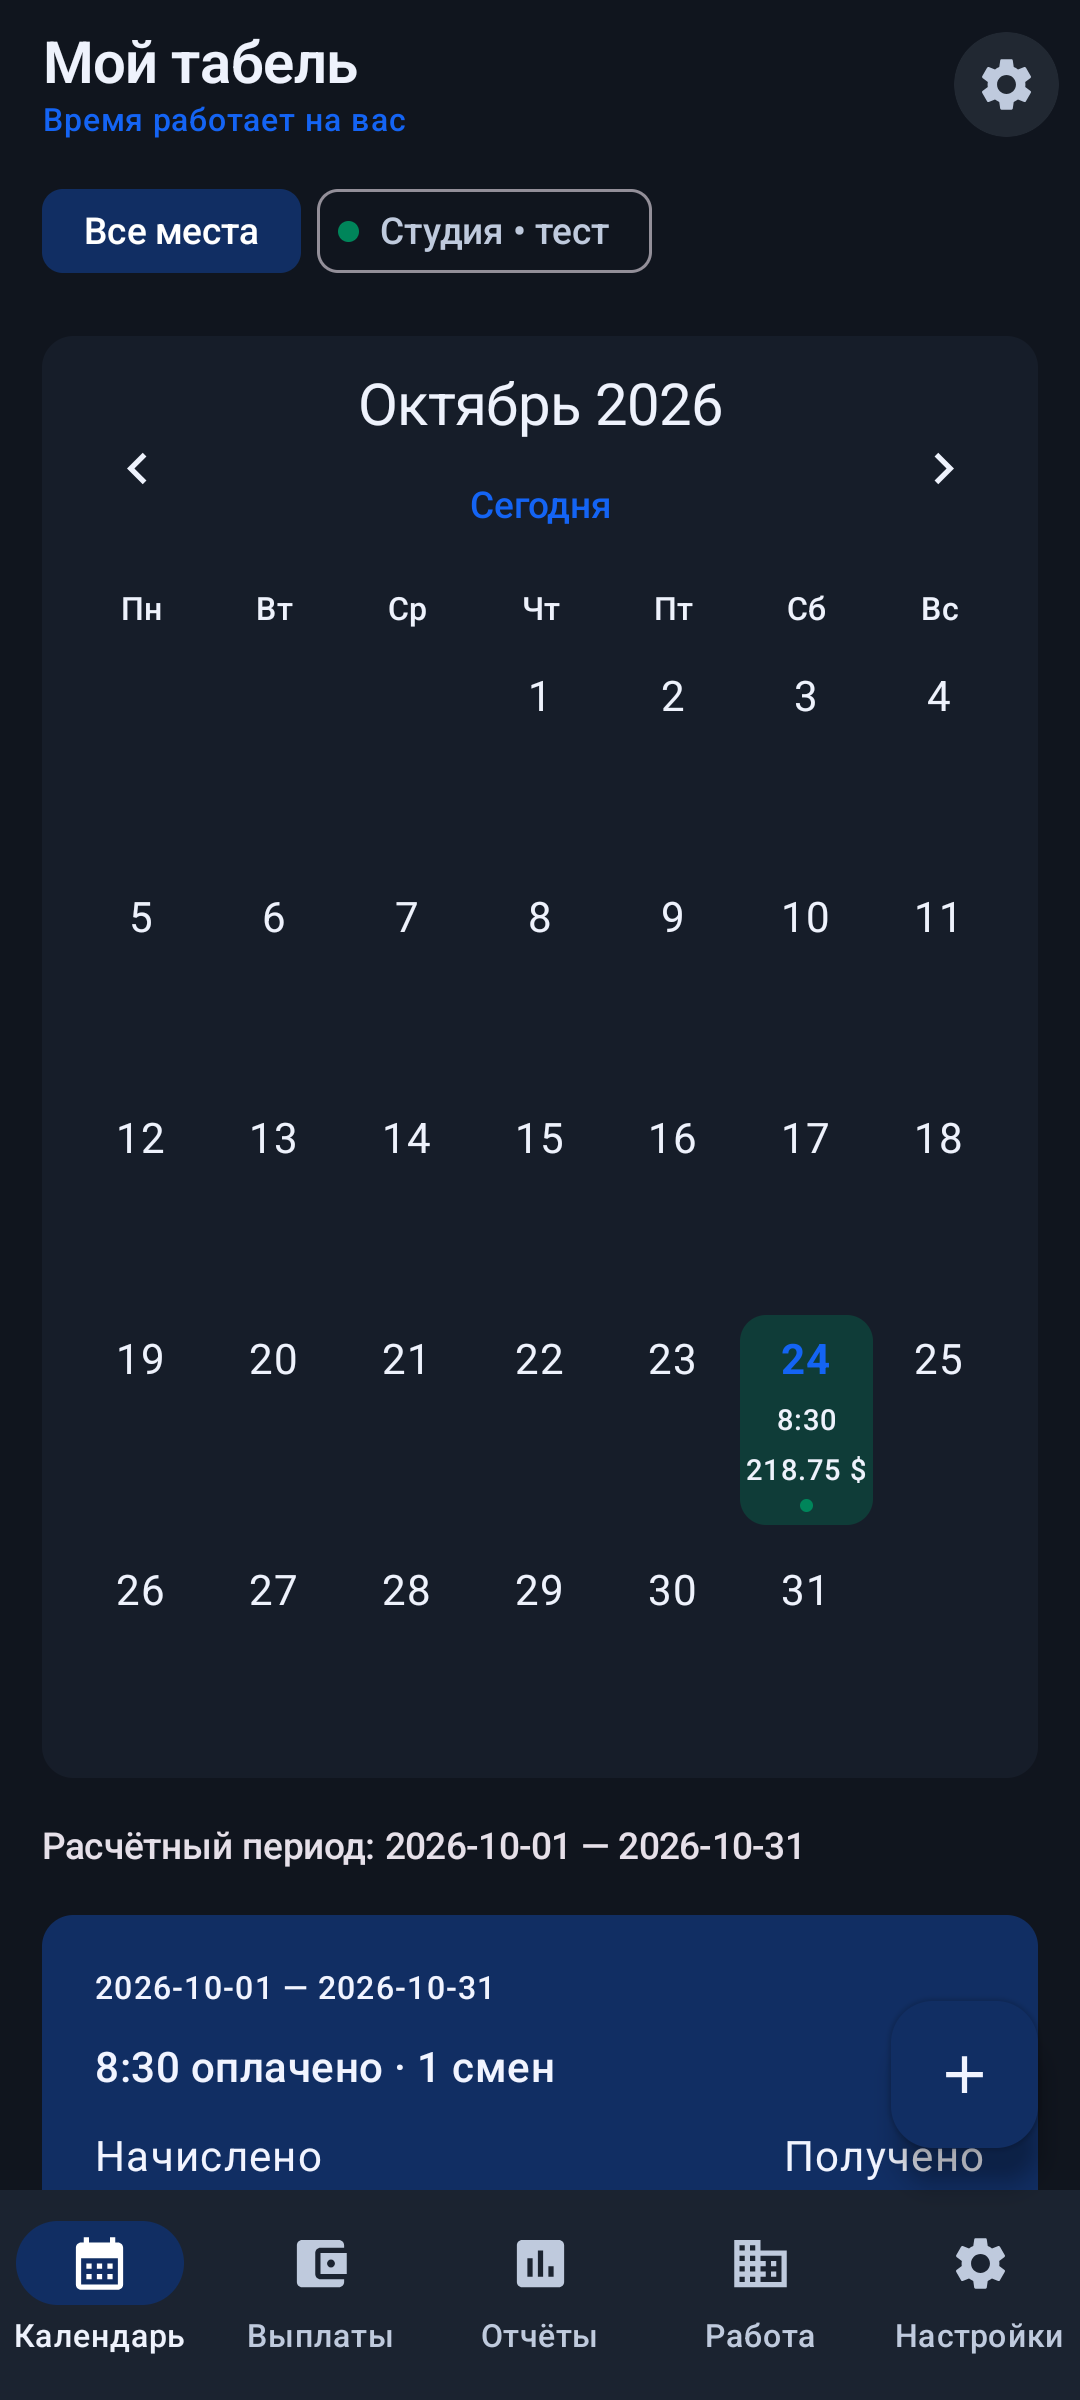 Мой табель
Время работает на вас
Все места
Студия • тест
Октябрь 2026
Сегодня
Пн Вт Ср Чт Пт Сб Вс
1 2 3 4
5 6 7 8 9 10 11
12 13 14 15 16 17 18
19 20 21 22 23 24 25
8:30
218.75 $
26 27 28 29 30 31
Расчётный период: 2026-10-01 — 2026-10-31
2026-10-01 — 2026-10-31
8:30 оплачено · 1 смен
Начислено Получено
Календарь Выплаты Отчёты Работа Настройки